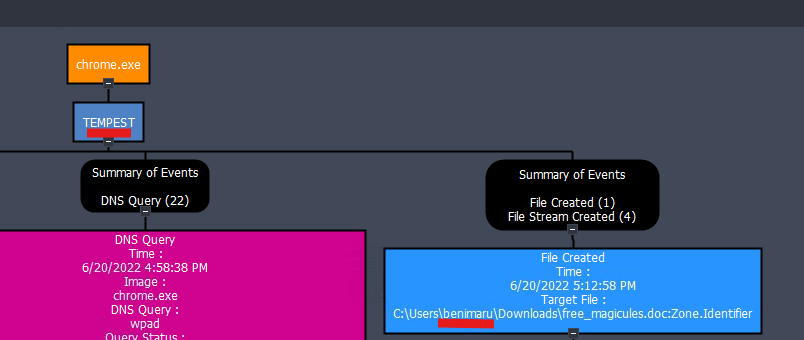 chrome.exe
TEMPEST
Summary of Events
DNS Query (22)
Summary of Events
File Created (1)
File Stream Created (4)
DNS Query
Time :
6/20/2022 4:58:38 PM
Image :
chrome.exe
DNS Query :
wpad
Query Status :
File Created
Time :
6/20/2022 5:12:58 PM
Target File :
C:\Users\benimaru\Downloads\free_magicules.doc:Zone.Identifier